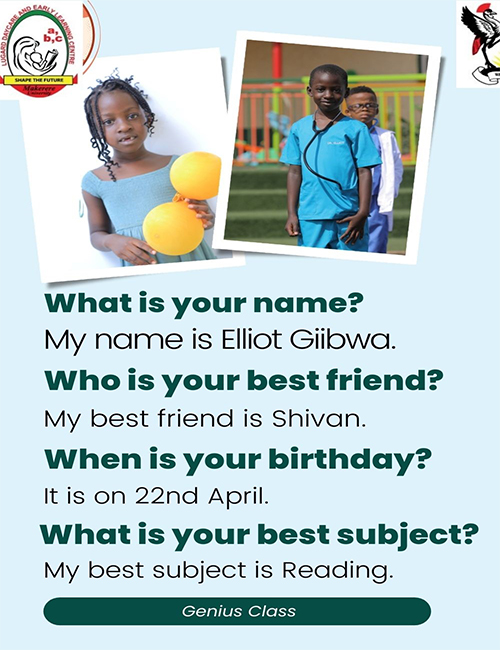 LUGARD DAYCARE AND EARLY LEARNING CENTRE
a,
b,c
SHAPE THE FUTURE
Makerere
What is your name?
My name is Elliot Giibwa.
Who is your best friend?
My best friend is Shivan.
When is your birthday?
It is on 22nd April.
What is your best subject?
My best subject is Reading.
Genius Class